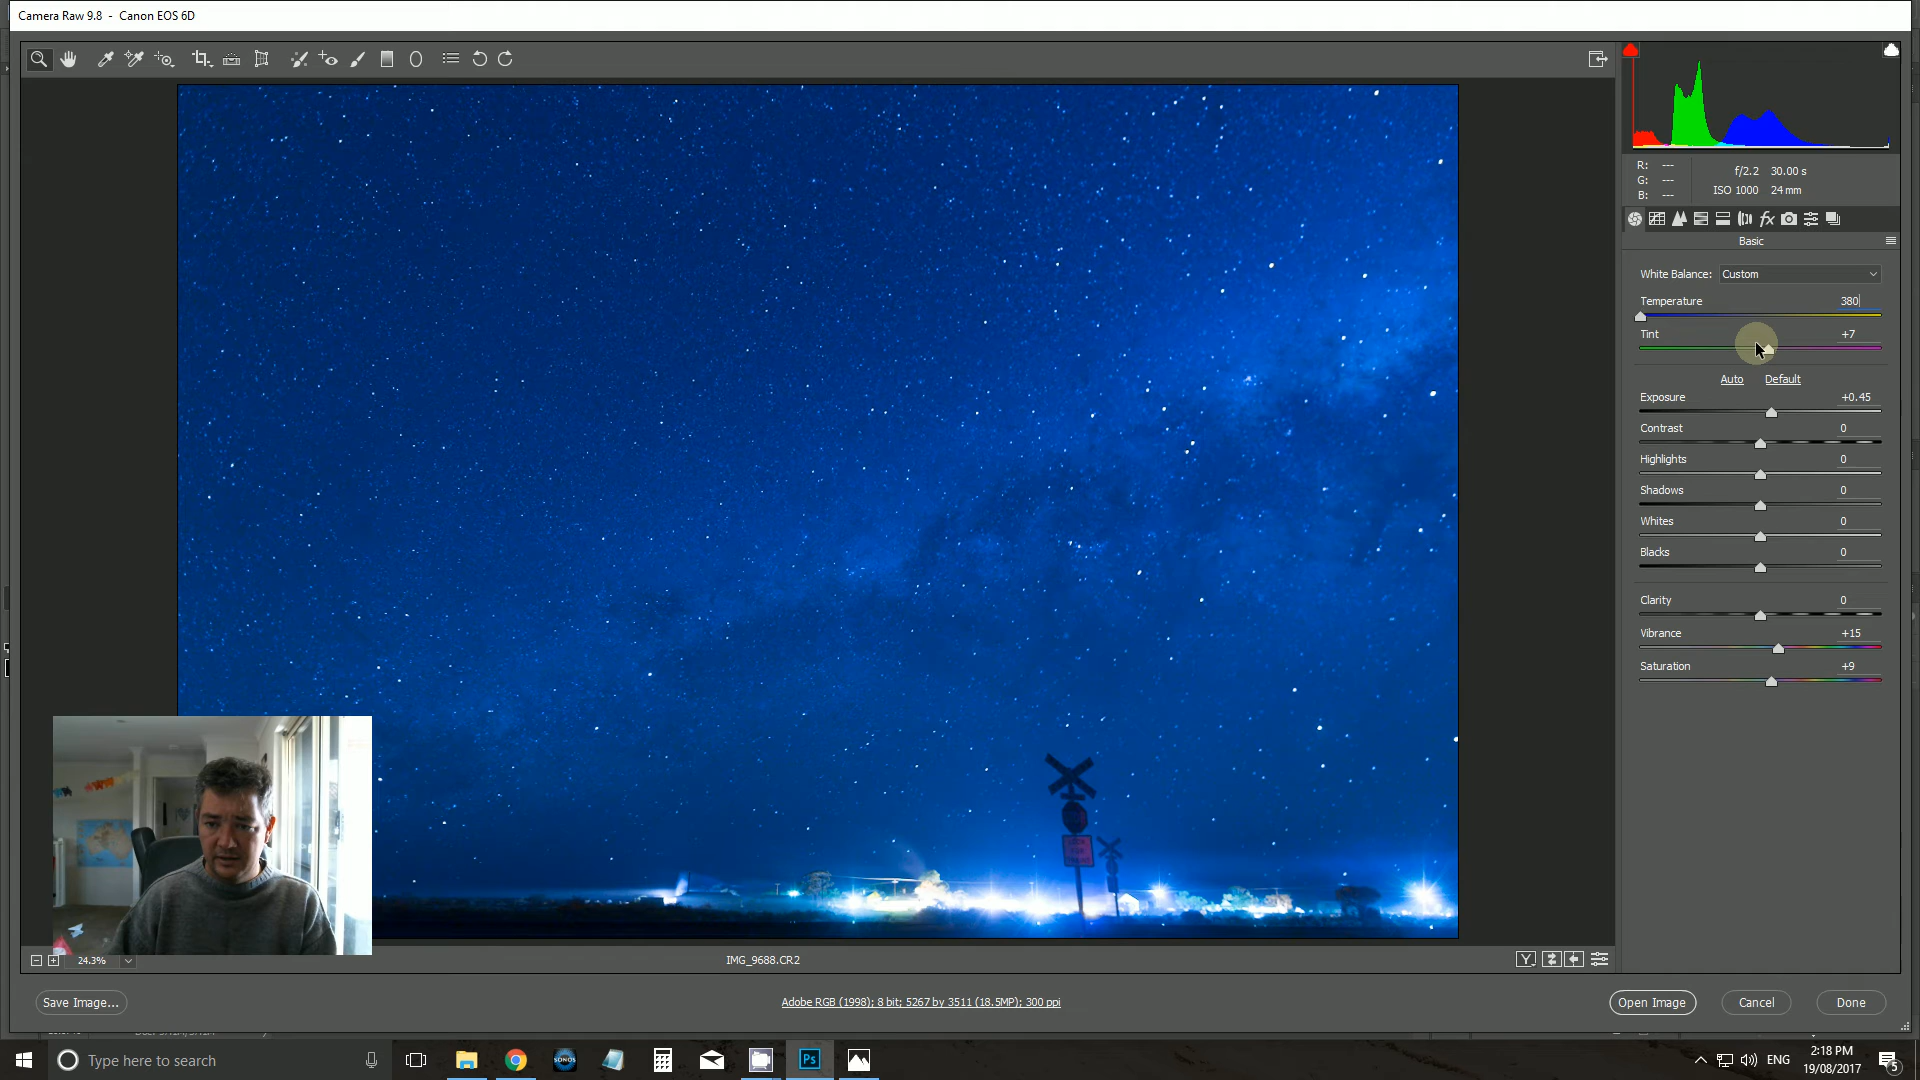 Camera Raw 9.8 - Canon EOS 6D
R: ---
G: ---
B: ---
f/2.2 30.00 s
ISO 1000 24 mm
fx
Basic
White Balance: Custom
Temperature 380
Tint +7
Auto Default
Exposure +0.45
Contrast 0
Highlights 0
Shadows 0
Whites 0
Blacks 0
Clarity 0
Vibrance +15
Saturation +9
24.3%
IMG_9688.CR2
Y
Save Image...
Adobe RGB (1998); 8 bit; 5267 by 3511 (18.5MP); 300 ppi
Open Image Cancel Done
Type here to search
SONOS
Ps
ENG
2:18 PM
19/08/2017
5